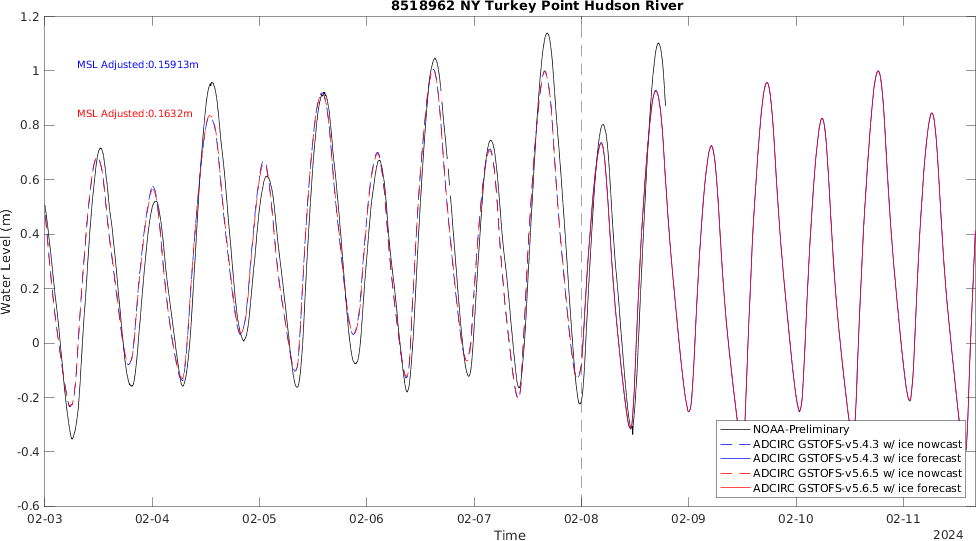 8518962 NY Turkey Point Hudson River
1.2
1
0.8
0.6
0.4
0.2
0
-0.2
-0.4
-0.6
Water Level (m)
MSL Adjusted:0.15913m
MSL Adjusted:0.1632m
NOAA-Preliminary
ADCIRC GSTOFS-v5.4.3 w/ ice nowcast
ADCIRC GSTOFS-v5.4.3 w/ ice forecast
ADCIRC GSTOFS-v5.6.5 w/ ice nowcast
ADCIRC GSTOFS-v5.6.5 w/ ice forecast
02-03 02-04 02-05 02-06 02-07 02-08 02-09 02-10 02-11
Time
2024